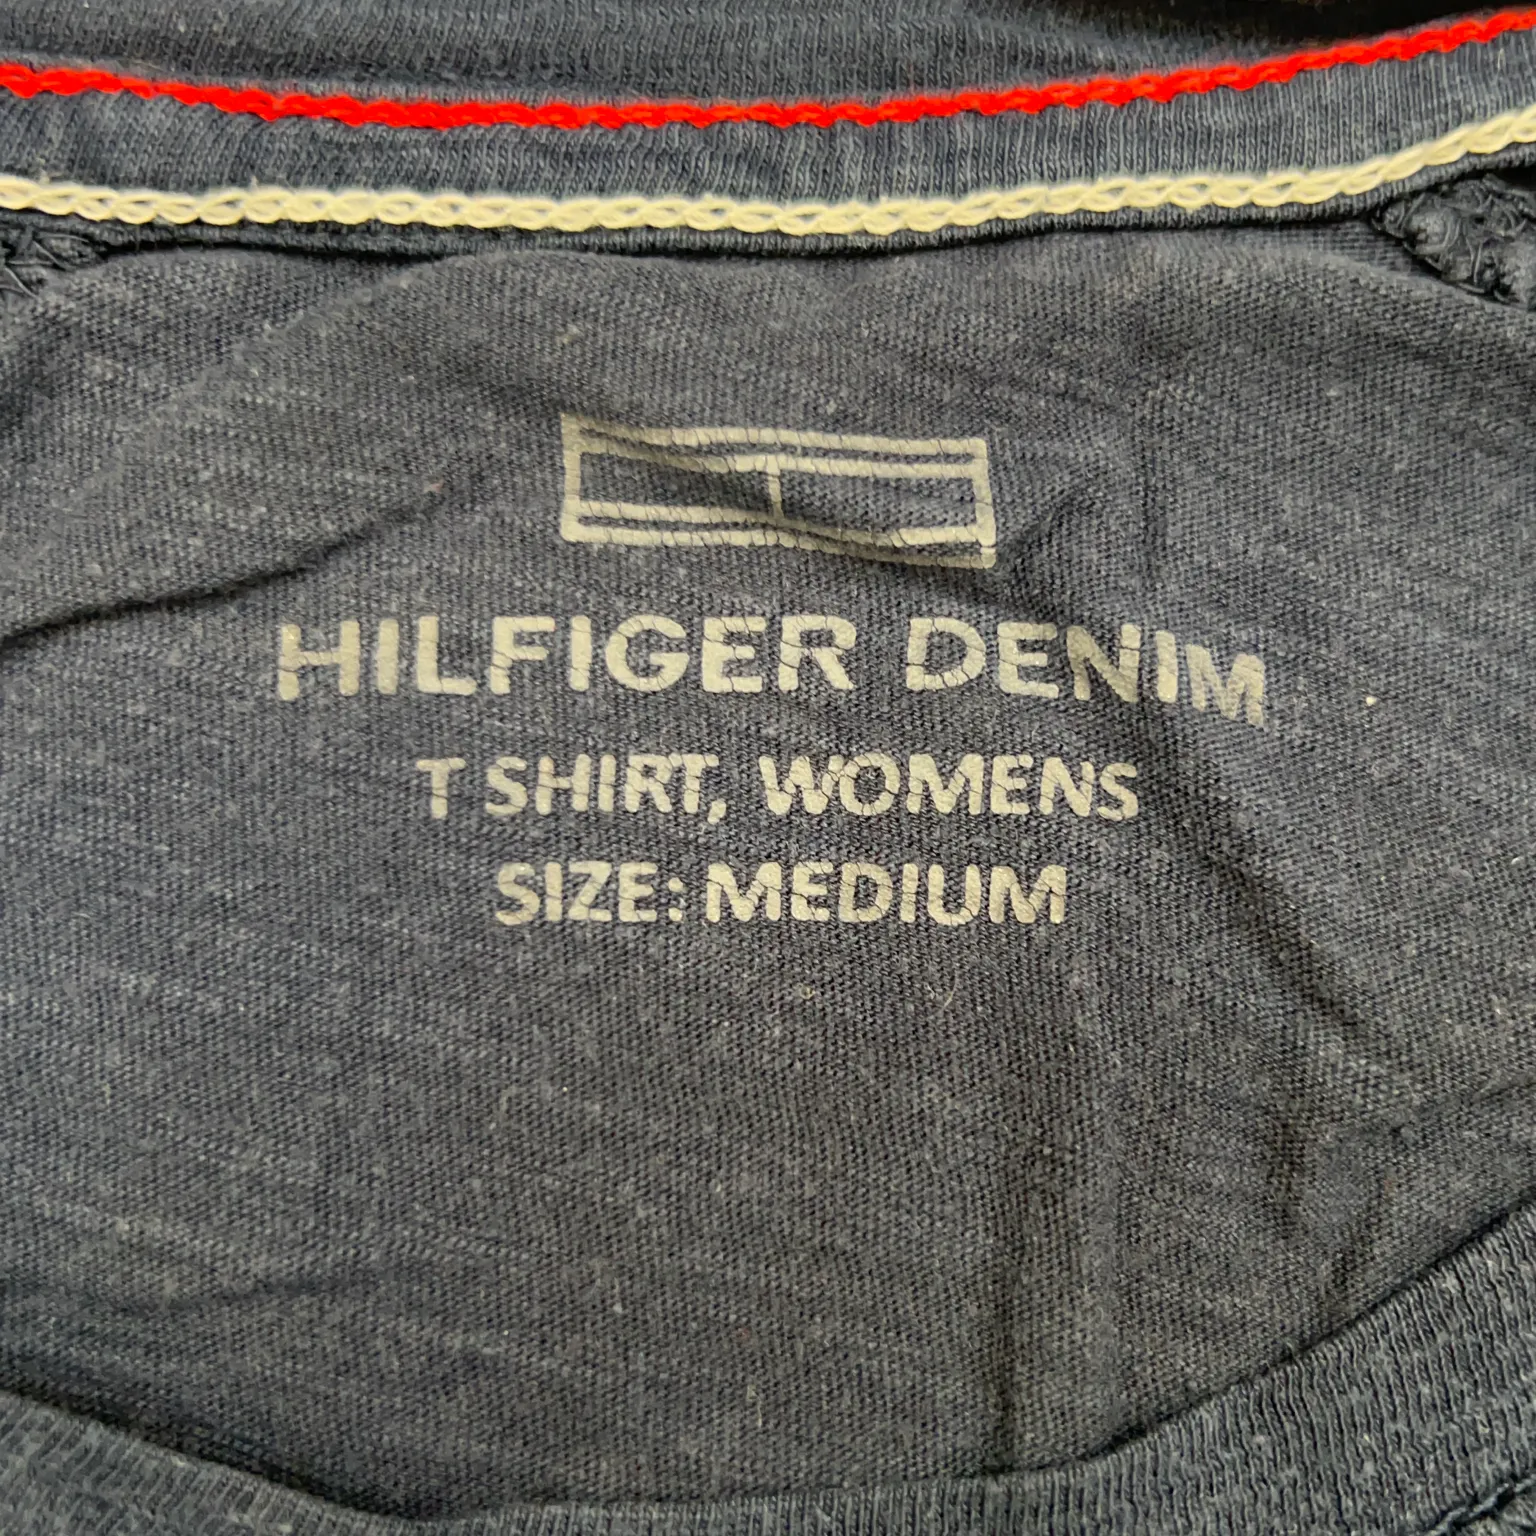 HILFIGER DENIM
T SHIRT, WOMENS
SIZE: MEDIUM